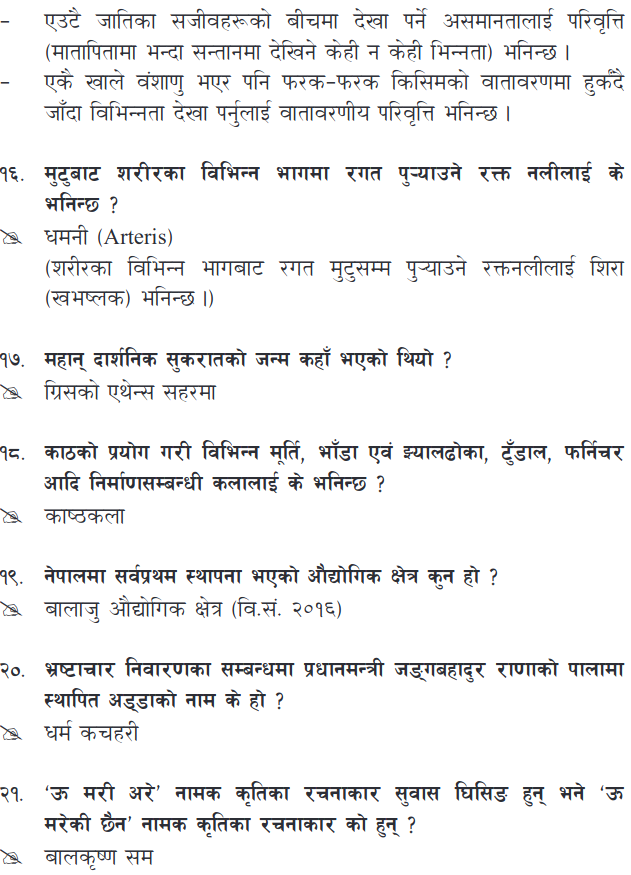 – एउटै जातिका सजीवहरूको बीचमा देखा पर्ने असमानतालाई परिवृत्ति
(मातापितामा भन्दा सन्तानमा देखिने केही न केही भिन्नता) भनिन्छ ।
– एकै खाले वंशाणु भएर पनि फरक-फरक किसिमको वातावरणमा हुर्कँदै
जाँदा विभिन्नता देखा पर्नुलाई वातावरणीय परिवृत्ति भनिन्छ ।
१६. मुटुबाट शरीरका विभिन्न भागमा रगत पुर्‍याउने रक्त नलीलाई के
भनिन्छ ?
धमनी (Arteris)
(शरीरका विभिन्न भागबाट रगत मुटुसम्म पुर्‍याउने रक्तनलीलाई शिरा
(खभष्लक) भनिन्छ ।)
१७. महान् दार्शनिक सुकरातको जन्म कहाँ भएको थियो ?
ग्रिसको एथेन्स सहरमा
१८. काठको प्रयोग गरी विभिन्न मूर्ति, भाँडा एवं झ्यालढोका, टुँडाल, फर्निचर
आदि निर्माणसम्बन्धी कलालाई के भनिन्छ ?
काष्ठकला
१९. नेपालमा सर्वप्रथम स्थापना भएको औद्योगिक क्षेत्र कुन हो ?
बालाजु औद्योगिक क्षेत्र (वि.सं. २०१६)
२०. भ्रष्टाचार निवारणका सम्बन्धमा प्रधानमन्त्री जङ्गबहादुर राणाको पालामा
स्थापित अड्डाको नाम के हो ?
धर्म कचहरी
२१. ‘ऊ मरी अरे’ नामक कृतिका रचनाकार सुवास घिसिङ हुन् भने ‘ऊ
मरेकी छैन’ नामक कृतिका रचनाकार को हुन् ?
बालकृष्ण सम